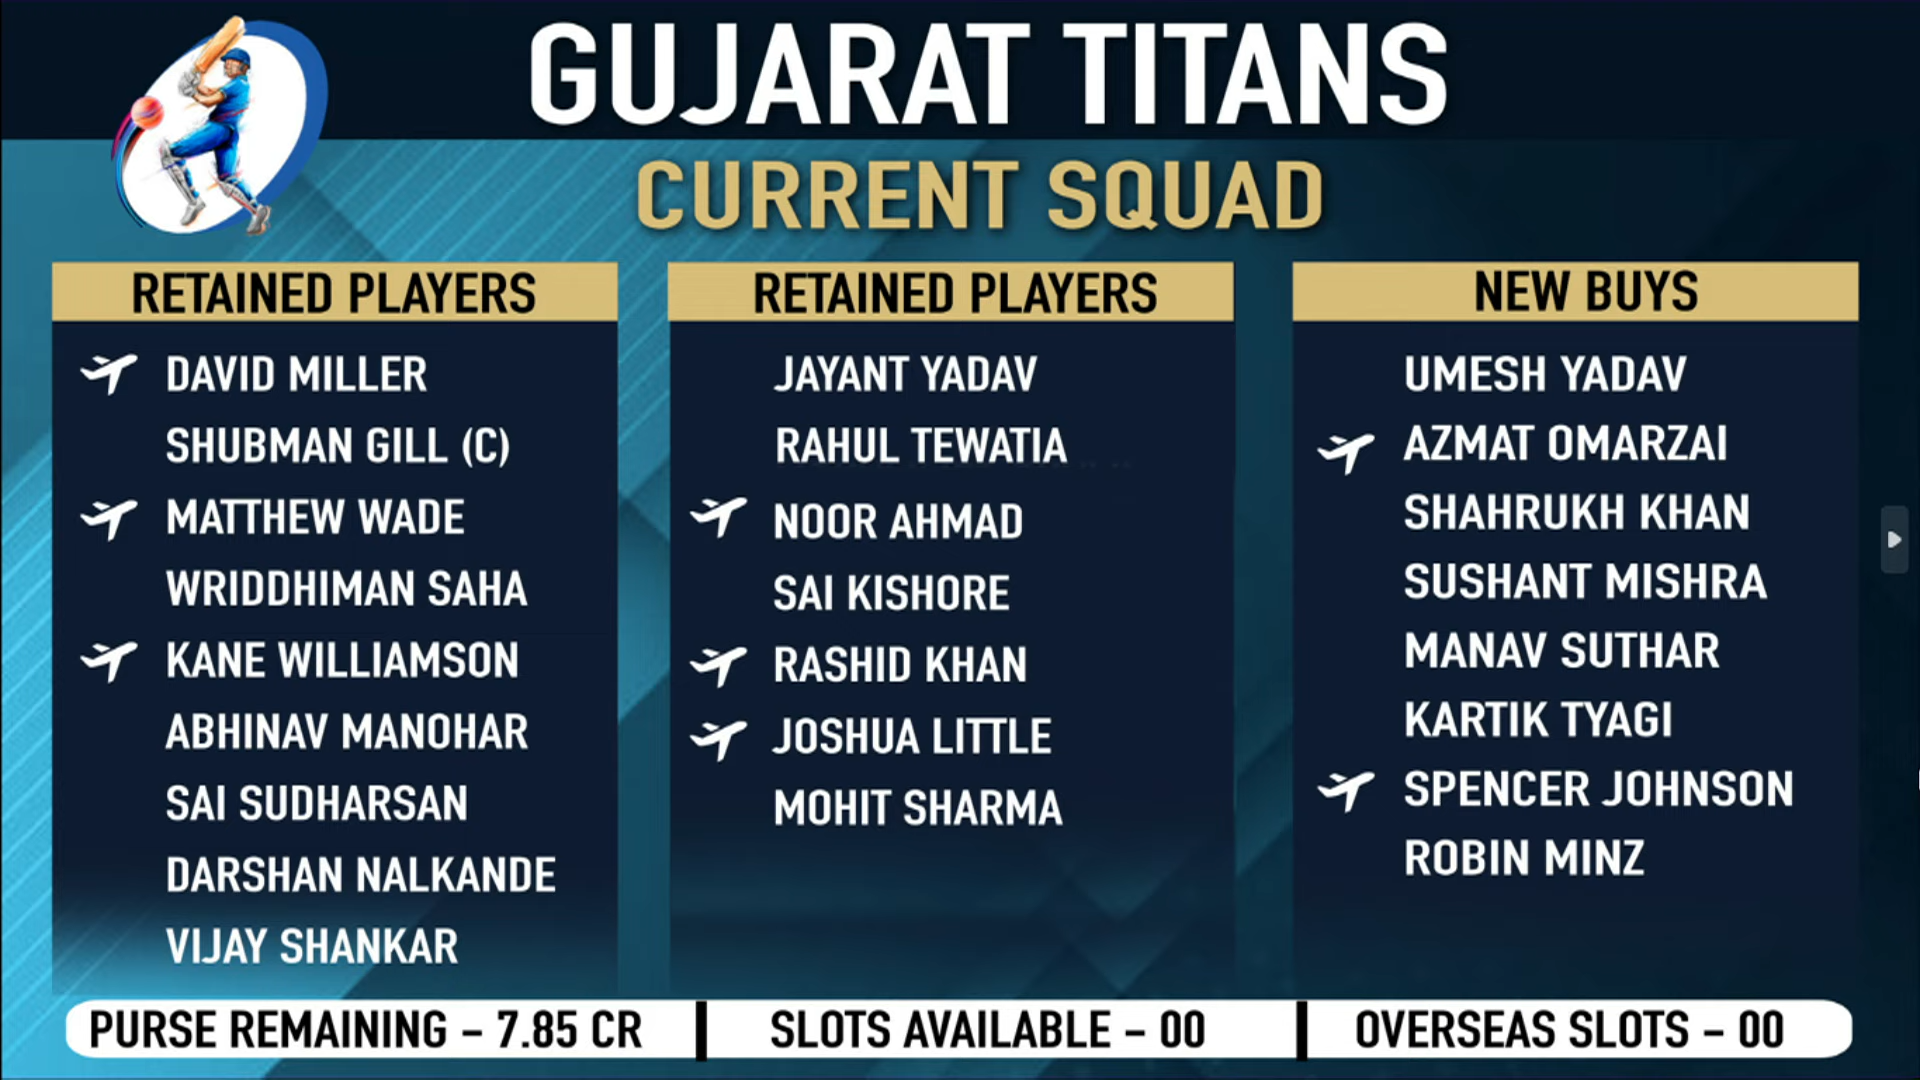 GUJARAT TITANS
CURRENT SQUAD
RETAINED PLAYERS
DAVID MILLER
SHUBMAN GILL (C)
MATTHEW WADE
WRIDDHIMAN SAHA
KANE WILLIAMSON
ABHINAV MANOHAR
SAI SUDHARSAN
DARSHAN NALKANDE
VIJAY SHANKAR
RETAINED PLAYERS
JAYANT YADAV
RAHUL TEWATIA
NOOR AHMAD
SAI KISHORE
RASHID KHAN
JOSHUA LITTLE
MOHIT SHARMA
NEW BUYS
UMESH YADAV
AZMAT OMARZAI
SHAHRUKH KHAN
SUSHANT MISHRA
MANAV SUTHAR
KARTIK TYAGI
SPENCER JOHNSON
ROBIN MINZ
PURSE REMAINING – 7.85 CR
SLOTS AVAILABLE – 00
OVERSEAS SLOTS – 00